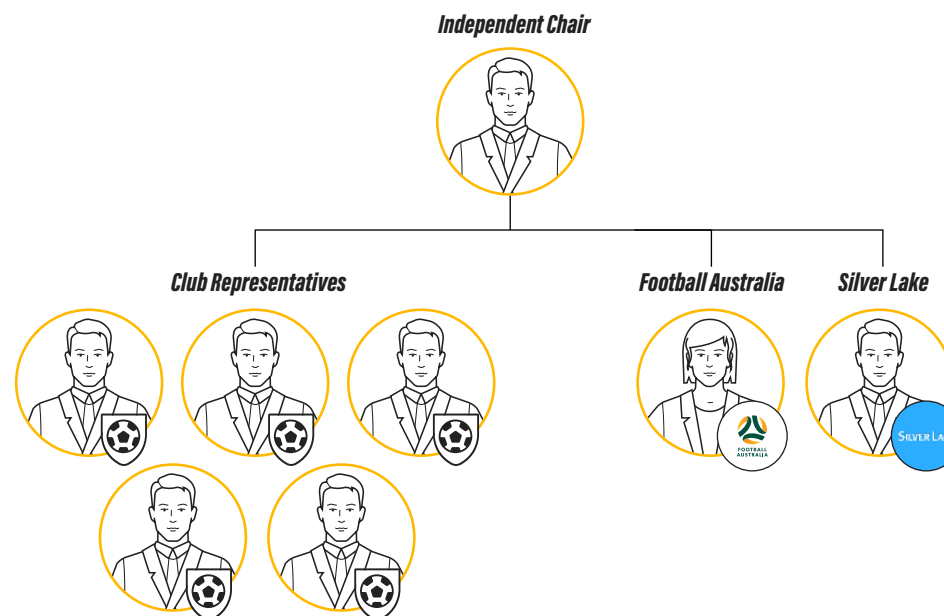 Independent Chair
Club Representatives
Football Australia
Silver Lake
FOOTBALL
AUSTRALIA